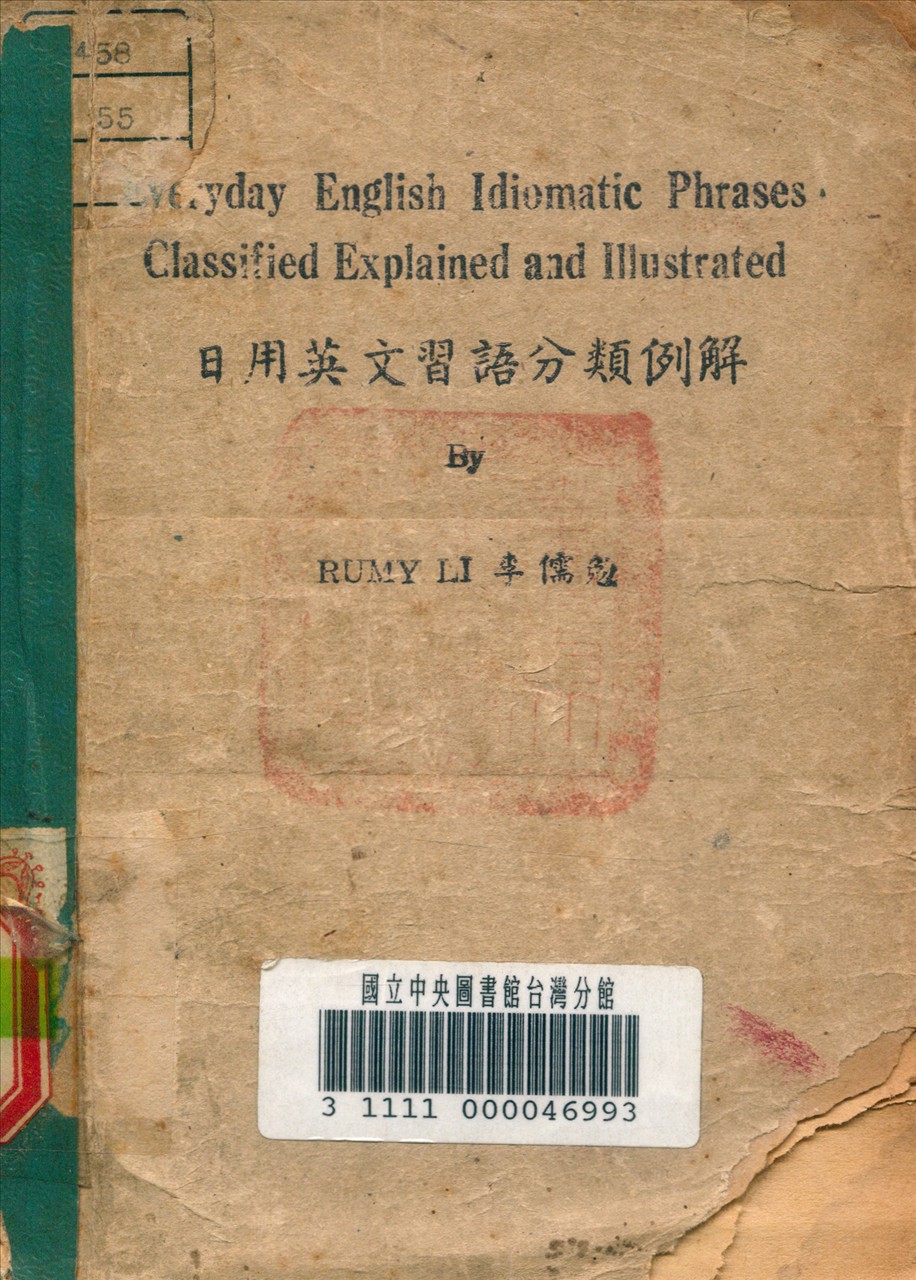 458
55
Everyday English Idiomatic Phrases
Classified Explained and Illustrated
日用英文習語分類例解
By
RUMY LI 李儒勉
國立中央圖書館台灣分館
3 1111 000046993